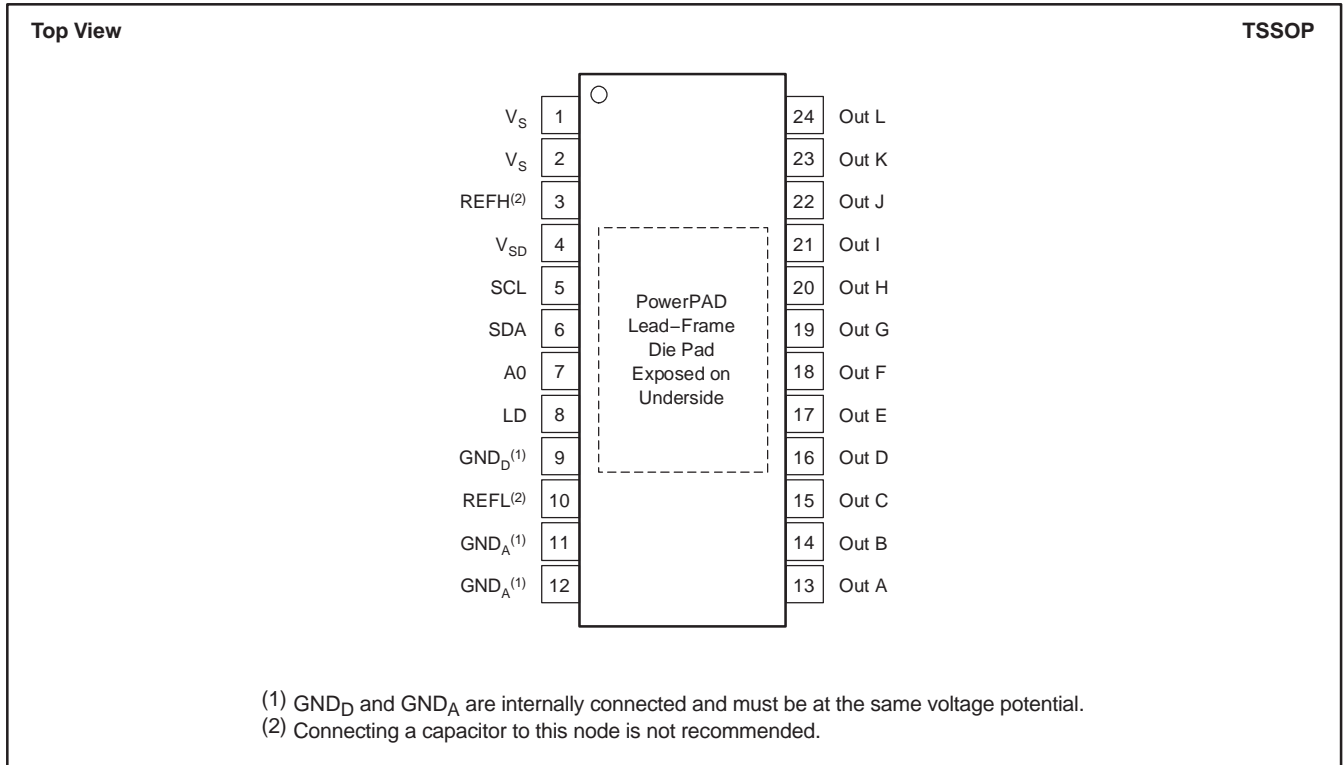 Top View
TSSOP
V_S 1
V_S 2
REFH(2) 3
V_SD 4
SCL 5
SDA 6
A0 7
LD 8
GND_D(1) 9
REFL(2) 10
GND_A(1) 11
GND_A(1) 12
PowerPAD
Lead−Frame
Die Pad
Exposed on
Underside
24 Out L
23 Out K
22 Out J
21 Out I
20 Out H
19 Out G
18 Out F
17 Out E
16 Out D
15 Out C
14 Out B
13 Out A
(1) GND_D and GND_A are internally connected and must be at the same voltage potential.
(2) Connecting a capacitor to this node is not recommended.